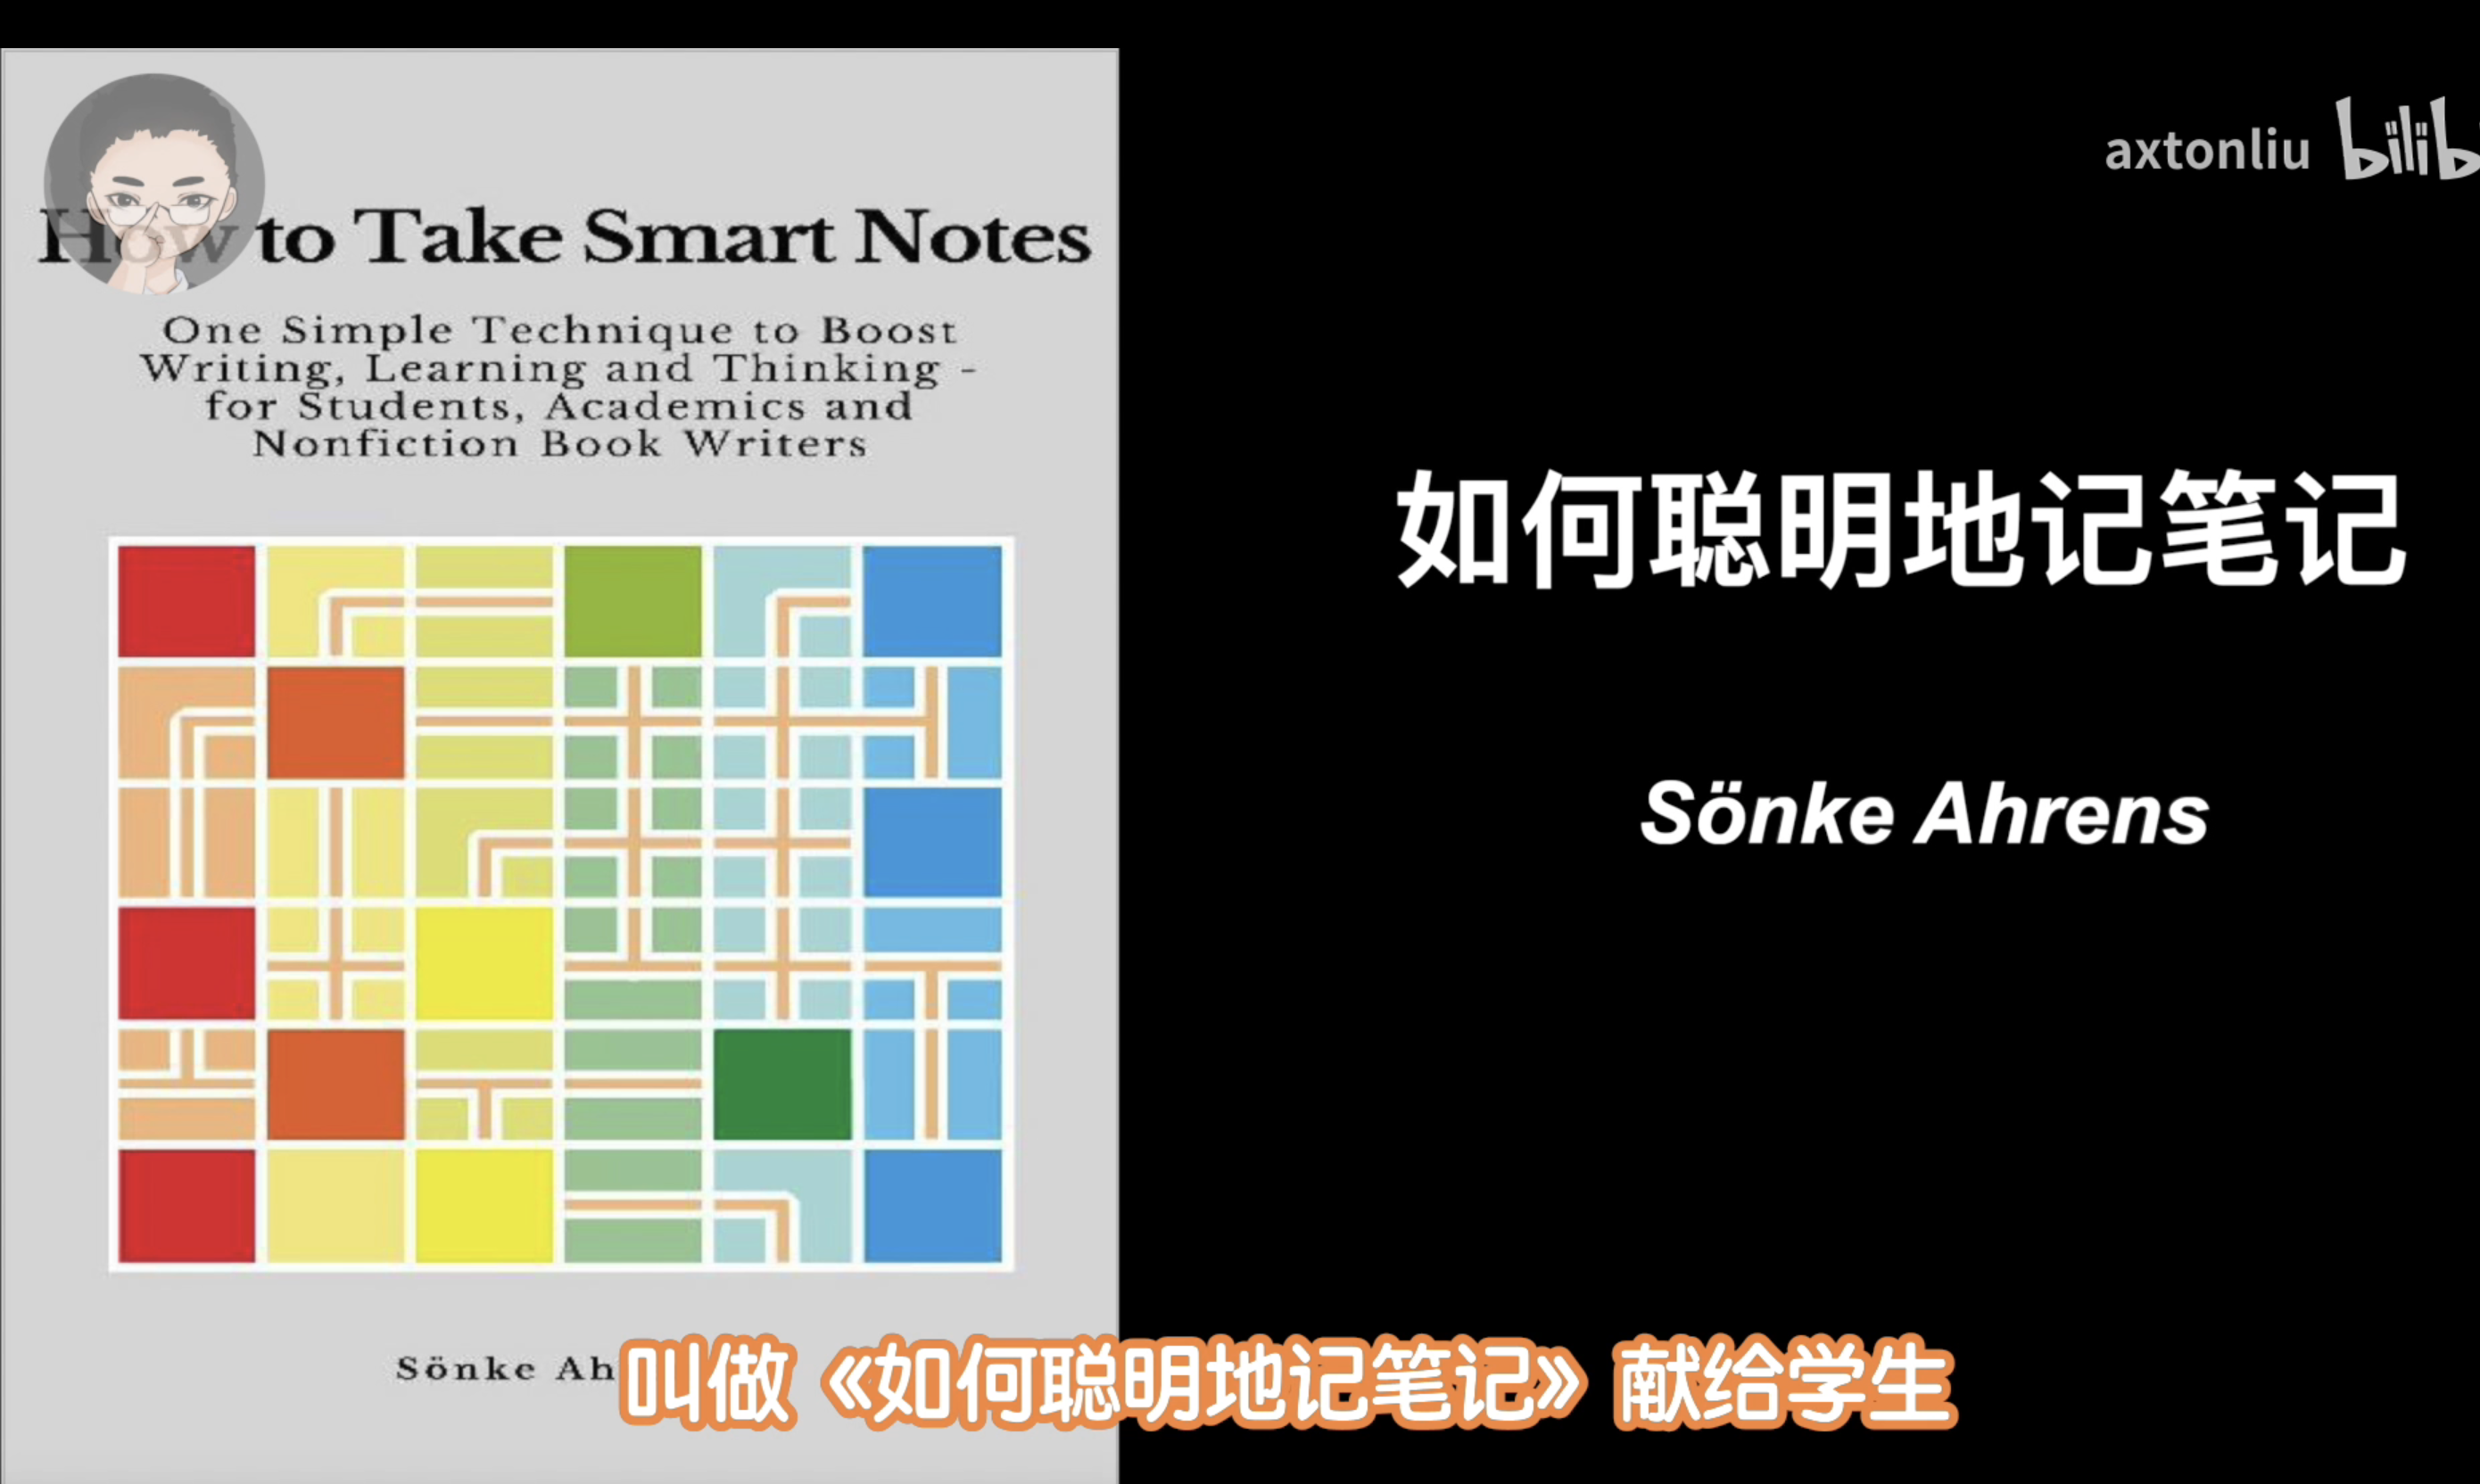 How to Take Smart Notes
One Simple Technique to Boost
Writing, Learning and Thinking -
for Students, Academics and
Nonfiction Book Writers
Sönke Ah
axtonliu bilib
如何聪明地记笔记
Sönke Ahrens
叫做《如何聪明地记笔记》献给学生